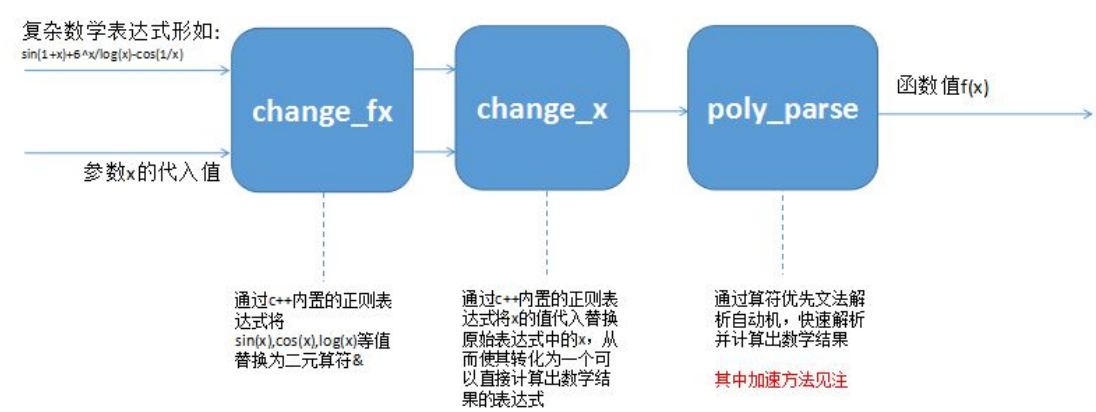 复杂数学表达式形如:
sin(1+x)+6^x/log(x)-cos(1/x)
参数x的代入值
change_fx
change_x
poly_parse
函数值f(x)
通过c++内置的正则表
达式将
sin(x),cos(x),log(x)等值
替换为二元算符&
通过c++内置的正则表
达式将x的值代入替换
原始表达式中的x，从
而使其转化为一个可
以直接计算出数学结
果的表达式
通过算符优先文法解
析自动机，快速解析
并计算出数学结果
其中加速方法见注